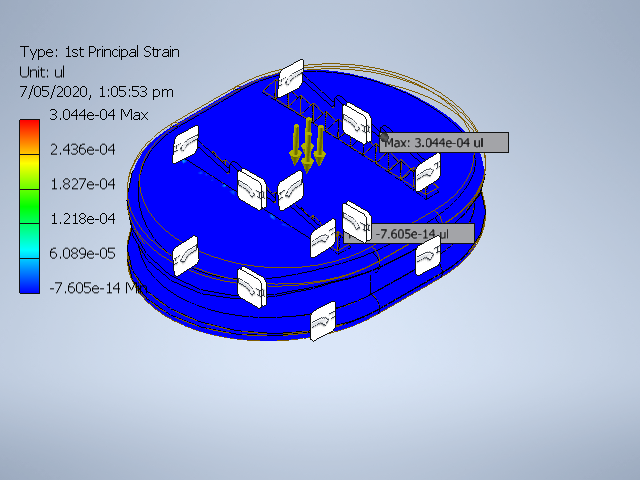 Type: 1st Principal Strain
Unit: ul
7/05/2020, 1:05:53 pm
3.044e-04 Max
2.436e-04
1.827e-04
1.218e-04
6.089e-05
-7.605e-14 Min
Max: 3.044e-04 ul
-7.605e-14 ul